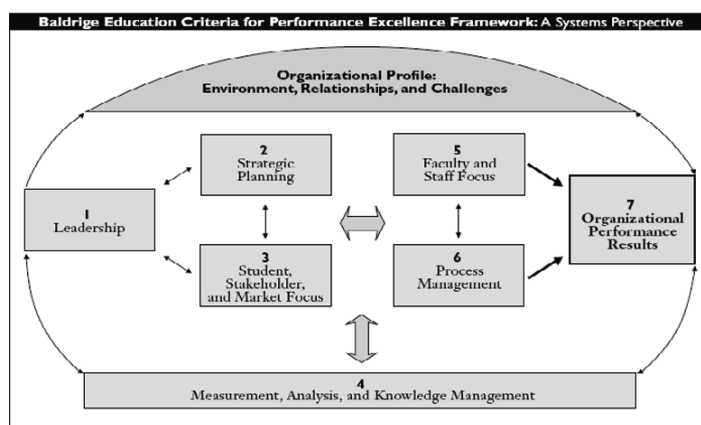 Baldrige Education Criteria for Performance Excellence Framework: A Systems Perspective
Organizational Profile:
Environment, Relationships, and Challenges
2
Strategic
Planning
5
Faculty and
Staff Focus
1
Leadership
7
Organizational
Performance
Results
3
Student,
Stakeholder,
and Market Focus
6
Process
Management
4
Measurement, Analysis, and Knowledge Management